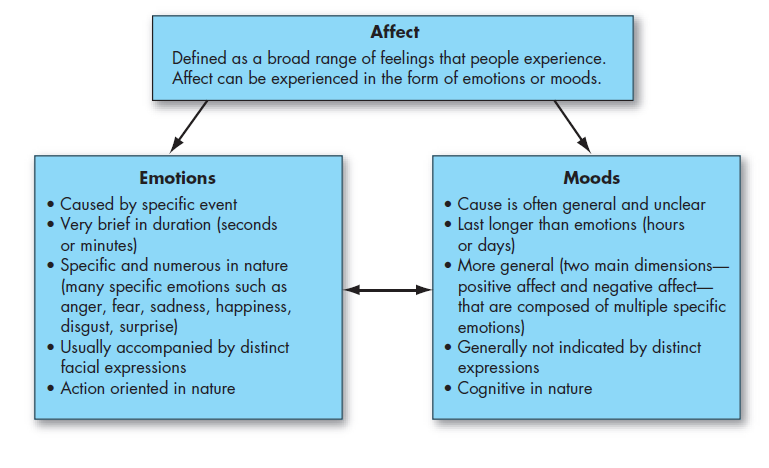 Affect
Defined as a broad range of feelings that people experience.
Affect can be experienced in the form of emotions or moods.
Emotions
• Caused by specific event
• Very brief in duration (seconds
or minutes)
• Specific and numerous in nature
(many specific emotions such as
anger, fear, sadness, happiness,
disgust, surprise)
• Usually accompanied by distinct
facial expressions
• Action oriented in nature
Moods
• Cause is often general and unclear
• Last longer than emotions (hours
or days)
• More general (two main dimensions—
positive affect and negative affect—
that are composed of multiple specific
emotions)
• Generally not indicated by distinct
expressions
• Cognitive in nature